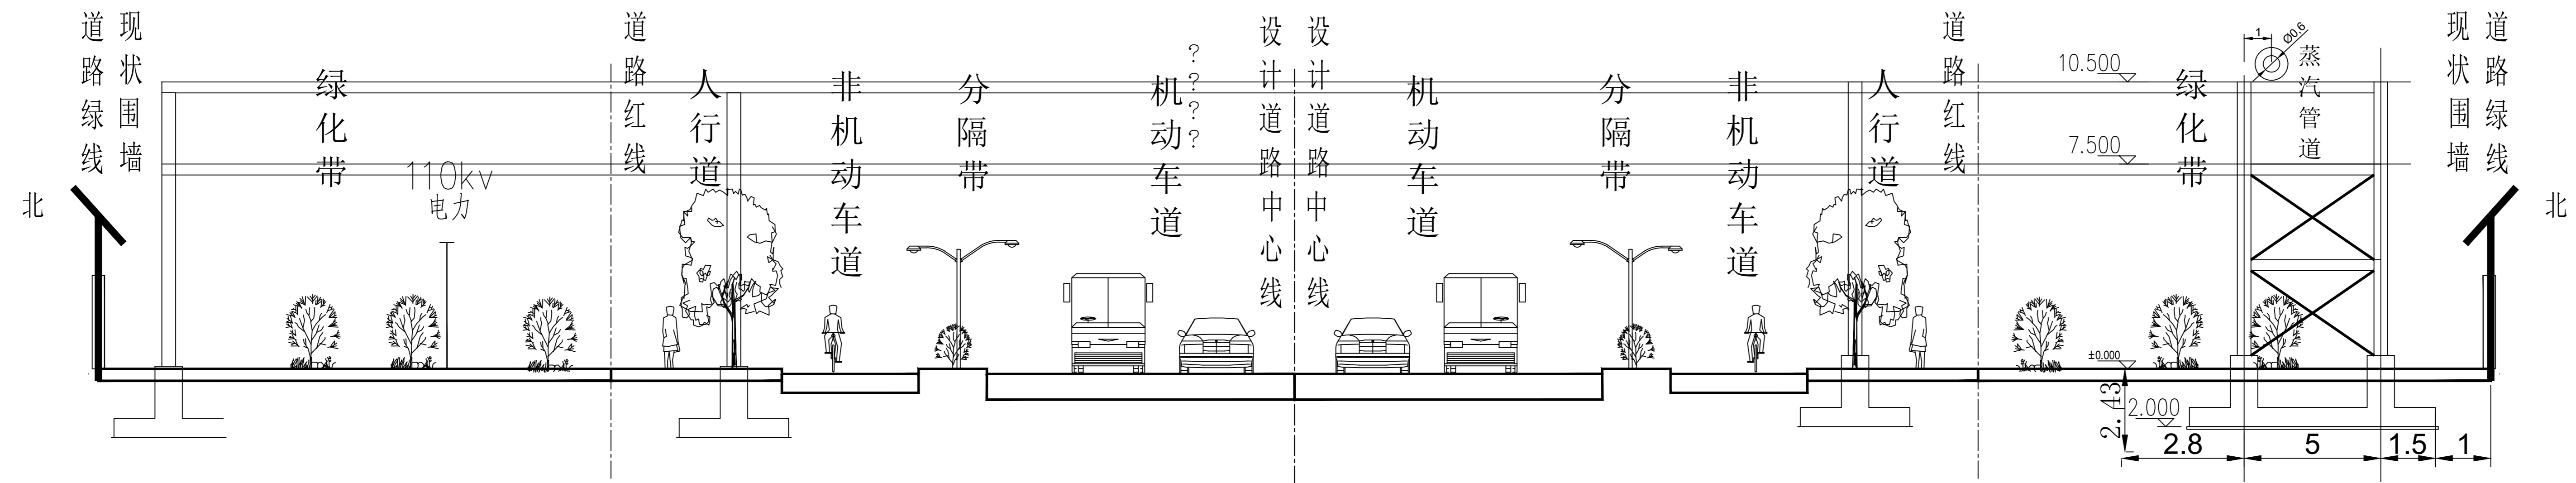 道路绿线
现状围墙
绿化带
道路红线
人行道
非机动车道
分隔带
机动车道
????
设计道路中心线
设计道路中心线
机动车道
分隔带
非机动车道
人行道
道路红线
10.500
绿化带
1
Ø0.6
蒸汽管道
现状围墙
道路绿线
7.500
110kv
电力
北
北
±0.000
2.43
2.000
2.8
5
1.5
1